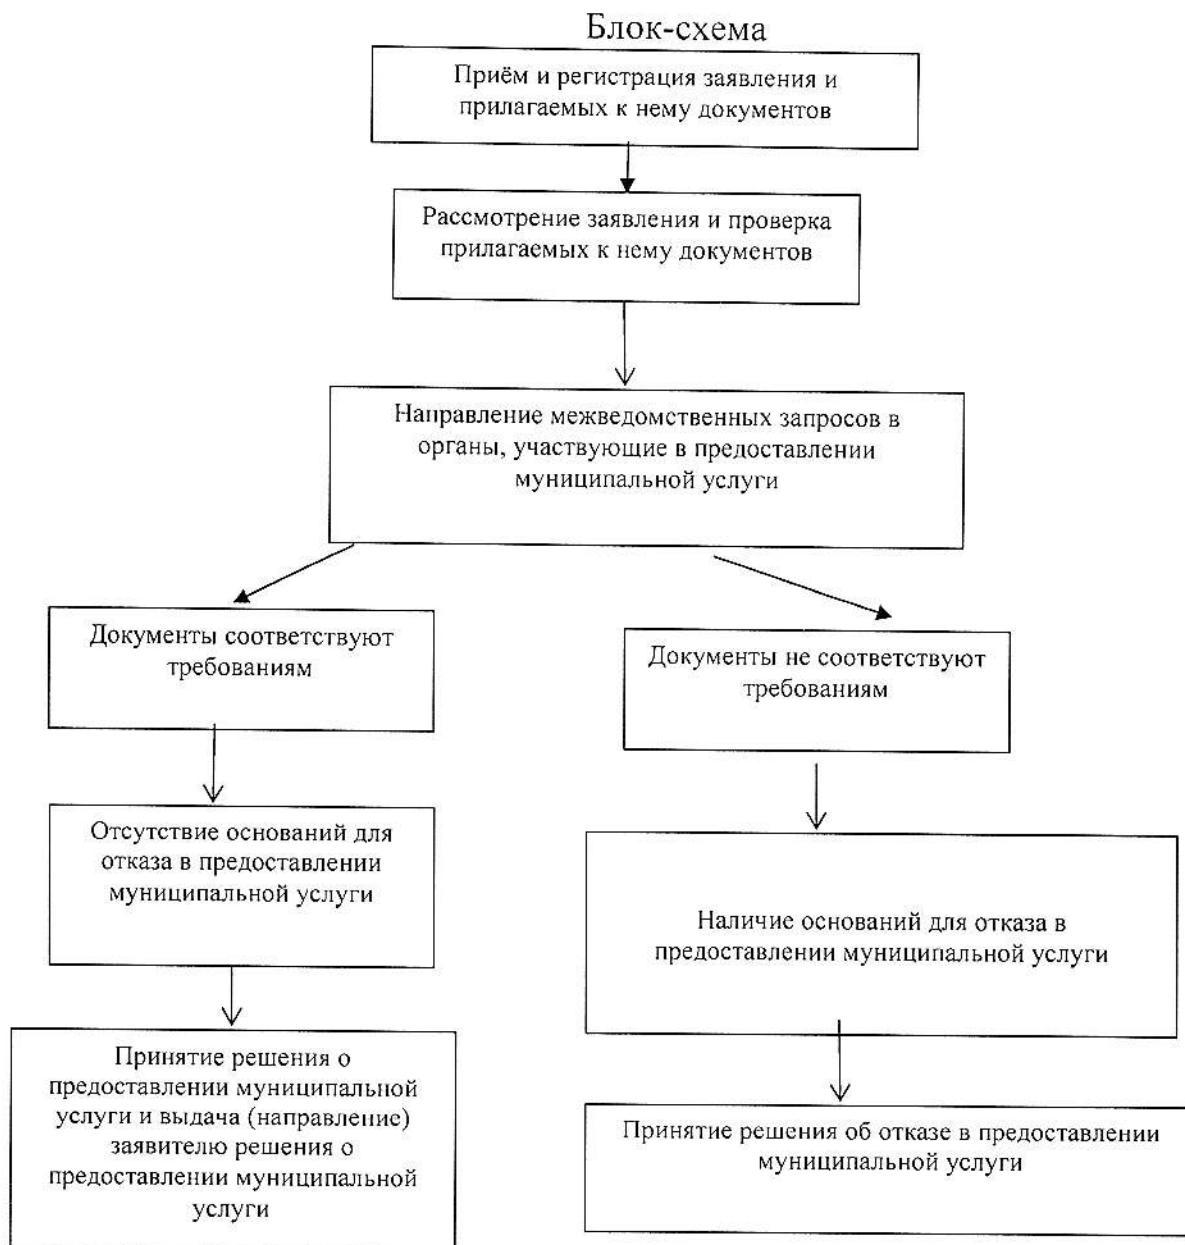 Блок-схема
Приём и регистрация заявления и
прилагаемых к нему документов
Рассмотрение заявления и проверка
прилагаемых к нему документов
Направление межведомственных запросов в
органы, участвующие в предоставлении
муниципальной услуги
Документы соответствуют
требованиям
Документы не соответствуют
требованиям
Отсутствие оснований для
отказа в предоставлении
муниципальной услуги
Наличие оснований для отказа в
предоставлении муниципальной услуги
Принятие решения о
предоставлении муниципальной
услуги и выдача (направление)
заявителю решения о
предоставлении муниципальной
услуги
Принятие решения об отказе в предоставлении
муниципальной услуги